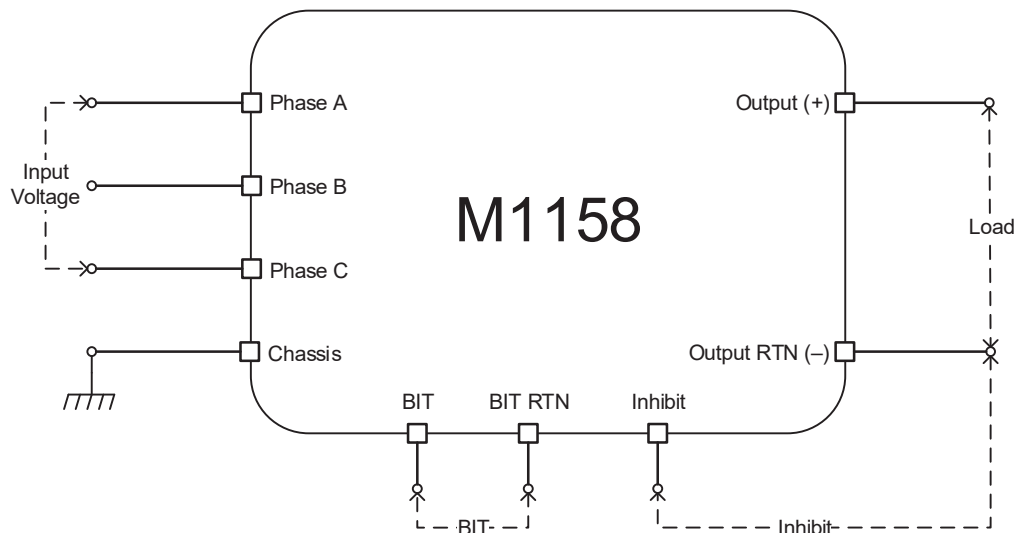 Phase A
Output (+)
Input
Voltage
Phase B
M1158
Load
Phase C
Chassis
Output RTN (–)
BIT
BIT RTN
Inhibit
BIT
Inhibit